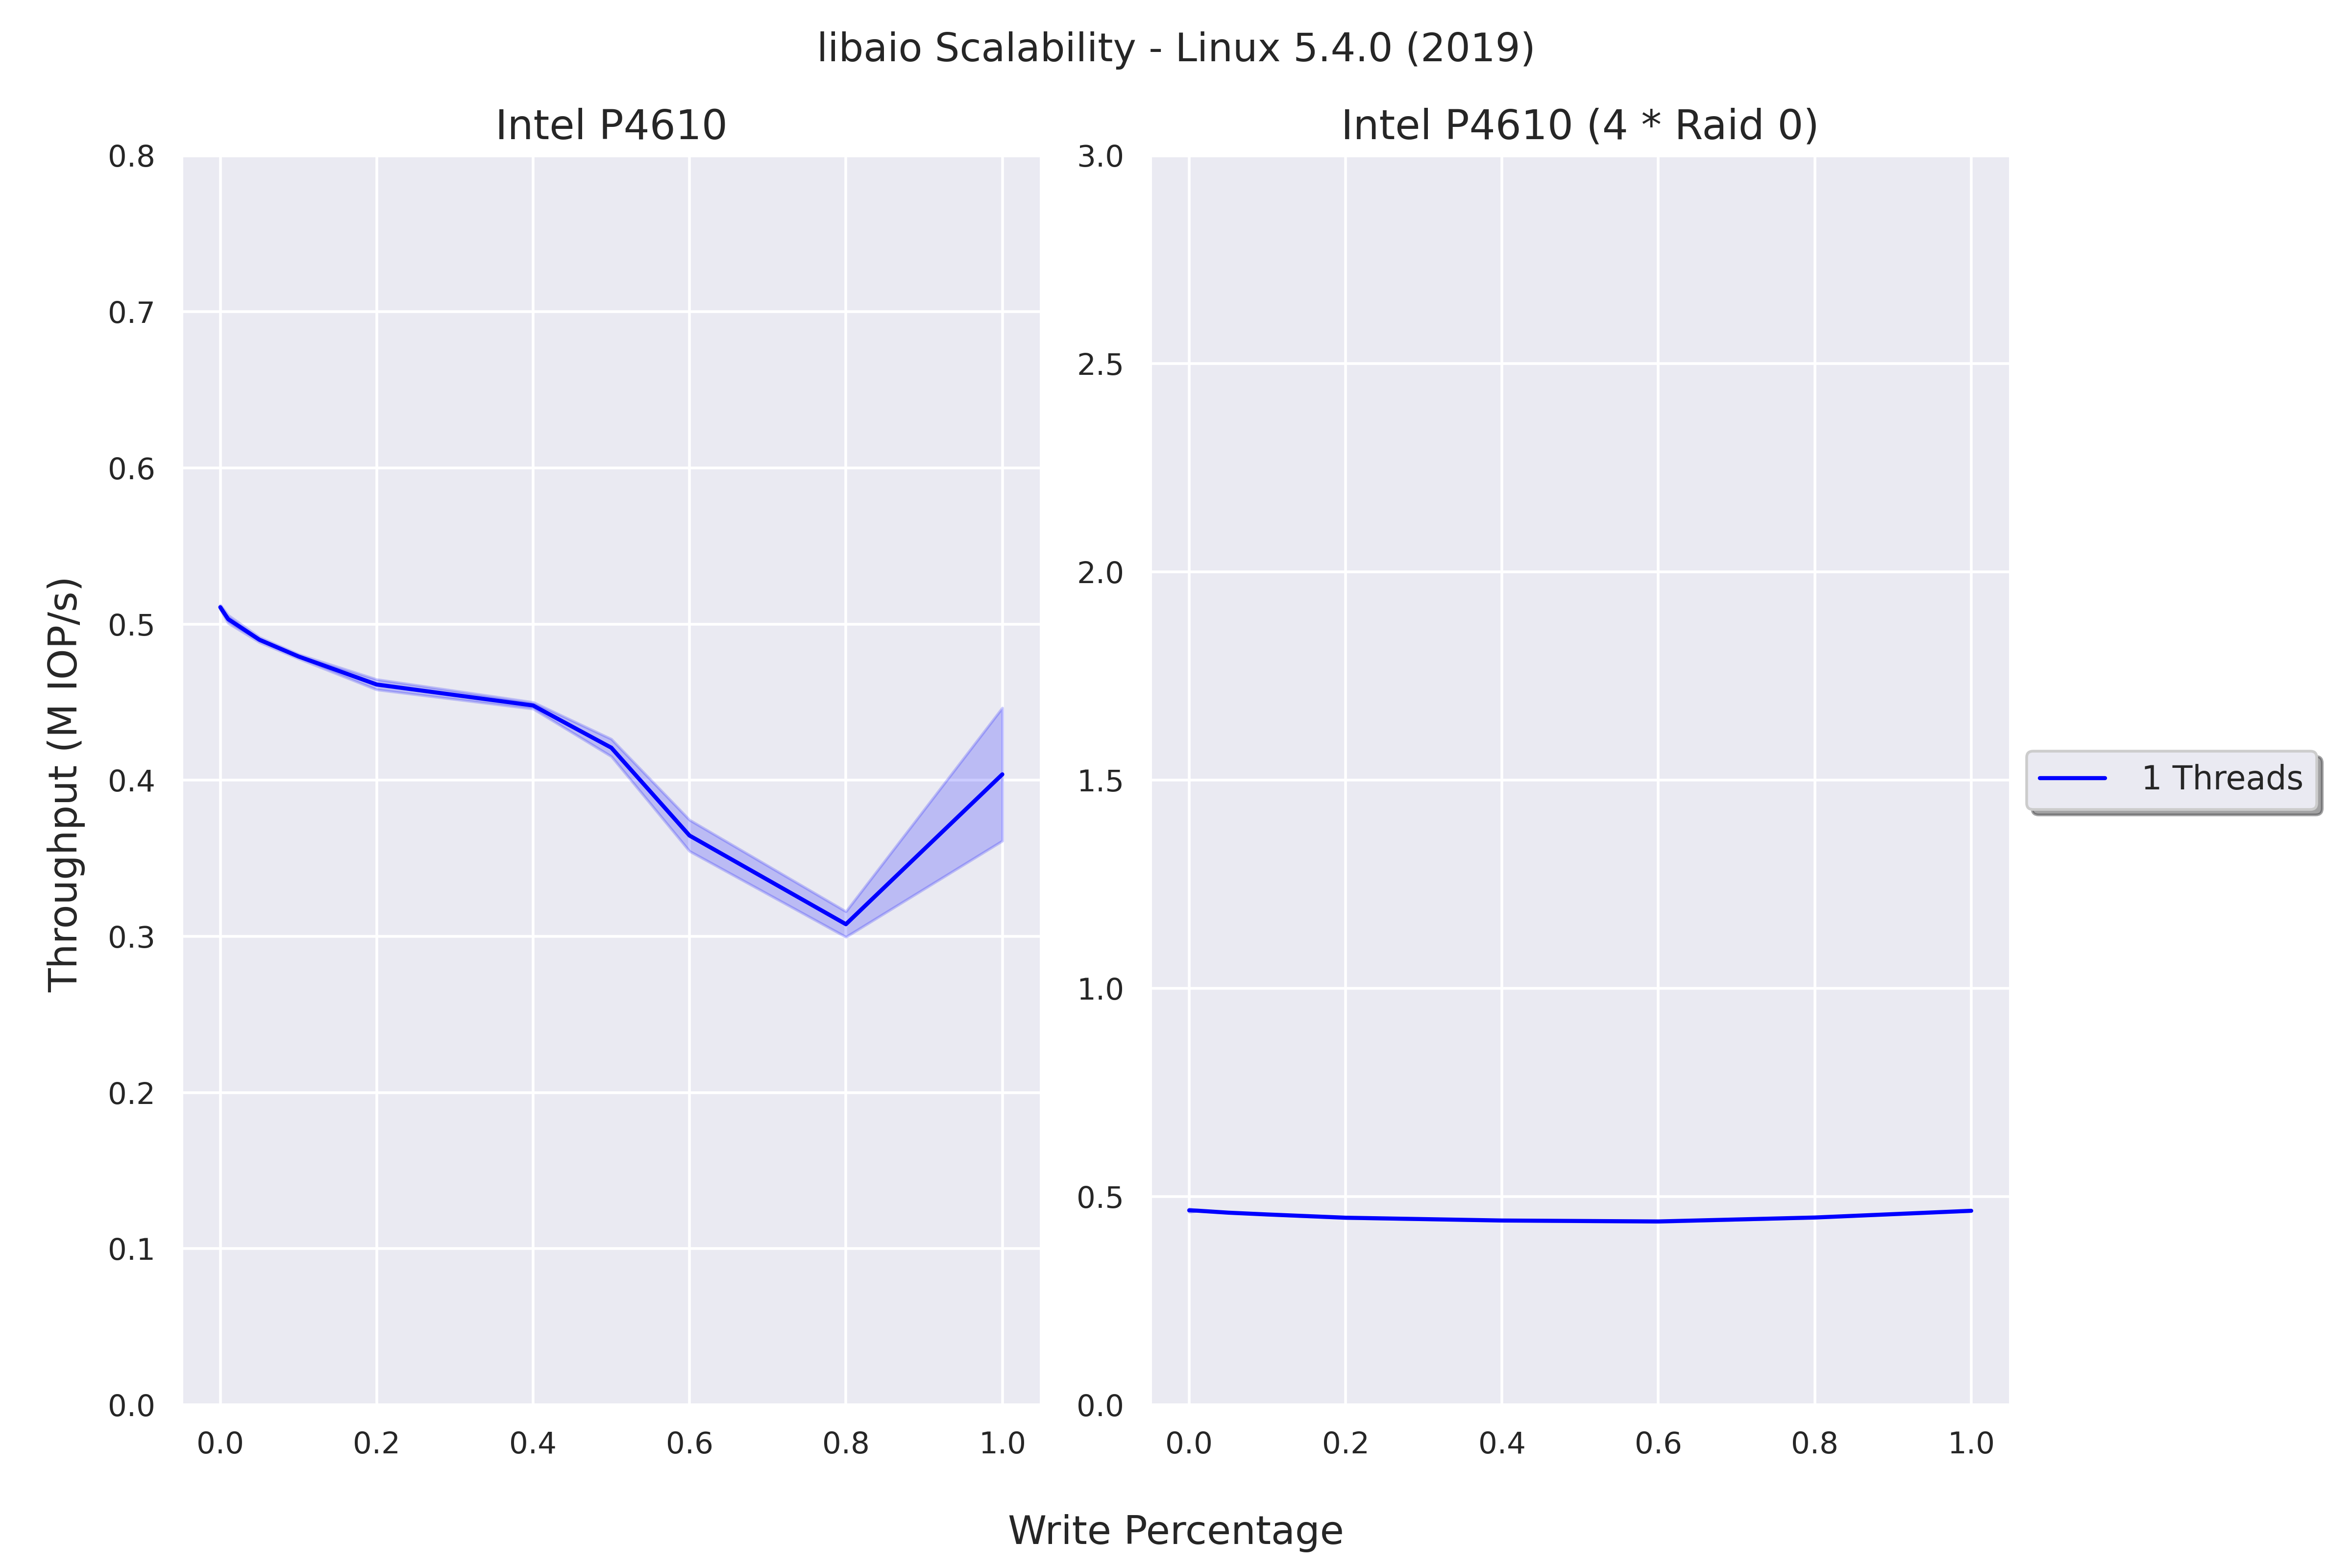 libaio Scalability - Linux 5.4.0 (2019)
Intel P4610
Intel P4610 (4 * Raid 0)
Throughput (M IOP/s)
0.8
0.7
0.6
0.5
0.4
0.3
0.2
0.1
0.0
0.0 0.2 0.4 0.6 0.8 1.0
3.0
2.5
2.0
1.5
1.0
0.5
0.0
0.0 0.2 0.4 0.6 0.8 1.0
1 Threads
Write Percentage